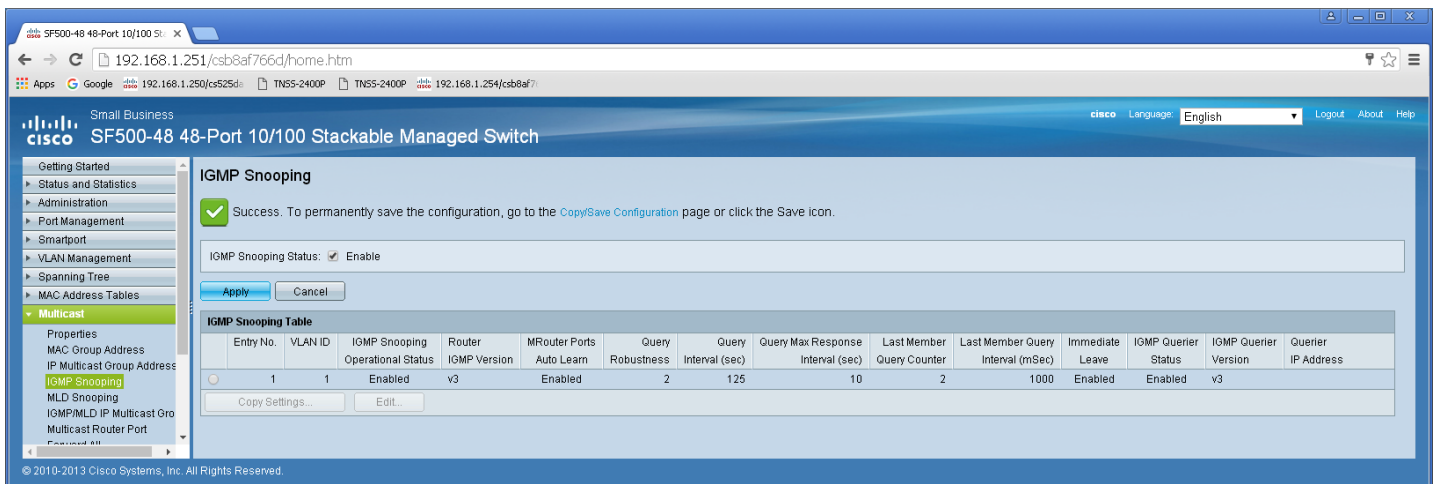 SF500-48 48-Port 10/100 St
192.168.1.251/csb8af766d/home.htm
Apps Google 192.168.1.250/cs525d TN5S-2400P TN5S-2400P 192.168.1.254/csb8af7
Small Business
CISCO SF500-48 48-Port 10/100 Stackable Managed Switch
cisco Language: English Logout About Help
Getting Started
Status and Statistics
Administration
Port Management
Smartport
VLAN Management
Spanning Tree
MAC Address Tables
Multicast
Properties
MAC Group Address
IP Multicast Group Address
IGMP Snooping
MLD Snooping
IGMP/MLD IP Multicast Gro
Multicast Router Port
Forward All
IGMP Snooping
Success. To permanently save the configuration, go to the Copy/Save Configuration page or click the Save icon.
IGMP Snooping Status: Enable
Apply Cancel
IGMP Snooping Table
Entry No. VLAN ID IGMP Snooping Router MRouter Ports Query Query Query Max Response Last Member Last Member Query Immediate IGMP Querier IGMP Querier Querier
Operational Status IGMP Version Auto Learn Robustness Interval (sec) Interval (sec) Query Counter Interval (mSec) Leave Status Version IP Address
1 1 Enabled v3 Enabled 2 125 10 2 1000 Enabled Enabled v3
Copy Settings... Edit...
© 2010-2013 Cisco Systems, Inc. All Rights Reserved.